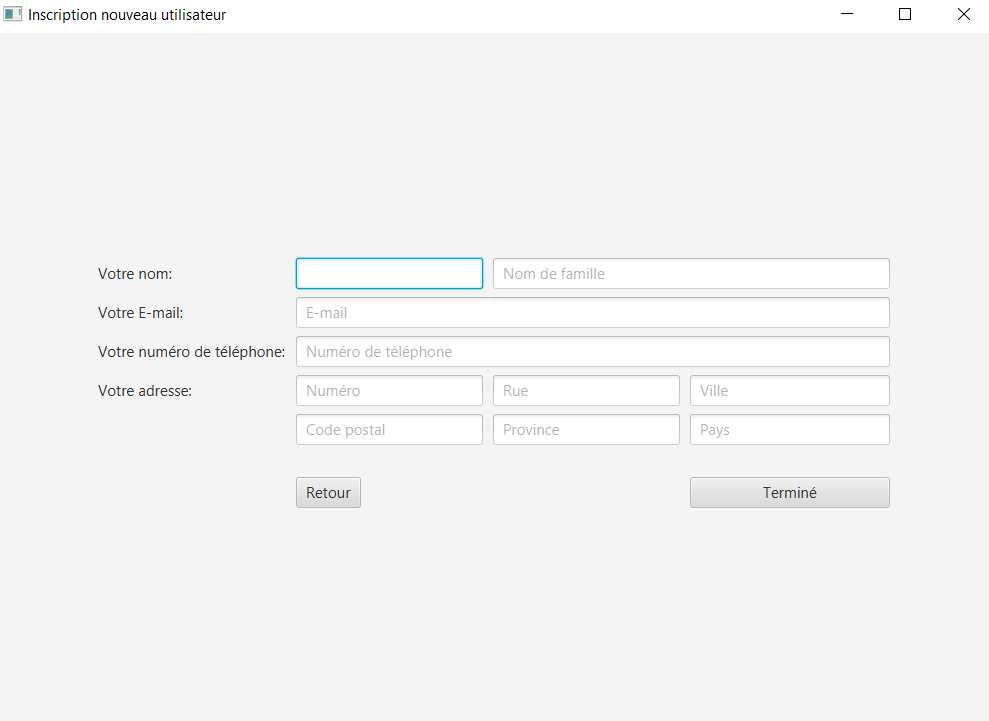 Inscription nouveau utilisateur
Votre nom: Nom de famille
Votre E-mail: E-mail
Votre numéro de téléphone: Numéro de téléphone
Votre adresse: Numéro Rue Ville
Code postal Province Pays
Retour Terminé